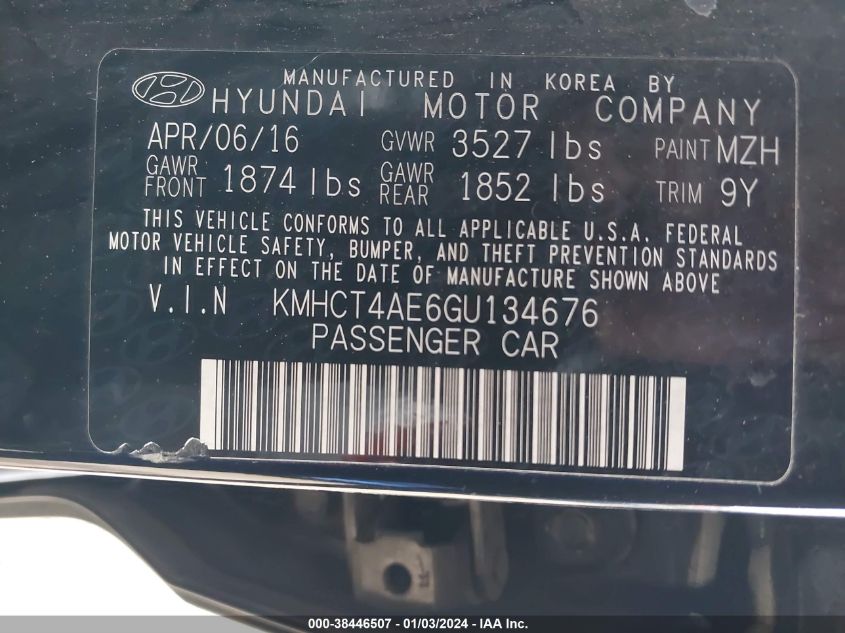 MANUFACTURED IN KOREA BY
HYUNDAI MOTOR COMPANY
APR/06/16 GVWR 3527 lbs PAINT MZH
GAWR FRONT 1874 lbs GAWR REAR 1852 lbs TRIM 9Y
THIS VEHICLE CONFORMS TO ALL APPLICABLE U.S.A. FEDERAL
MOTOR VEHICLE SAFETY, BUMPER, AND THEFT PREVENTION STANDARDS
IN EFFECT ON THE DATE OF MANUFACTURE SHOWN ABOVE
V.I.N KMHCT4AE6GU134676
PASSENGER CAR
000-38446507 - 01/03/2024 - IAA Inc.